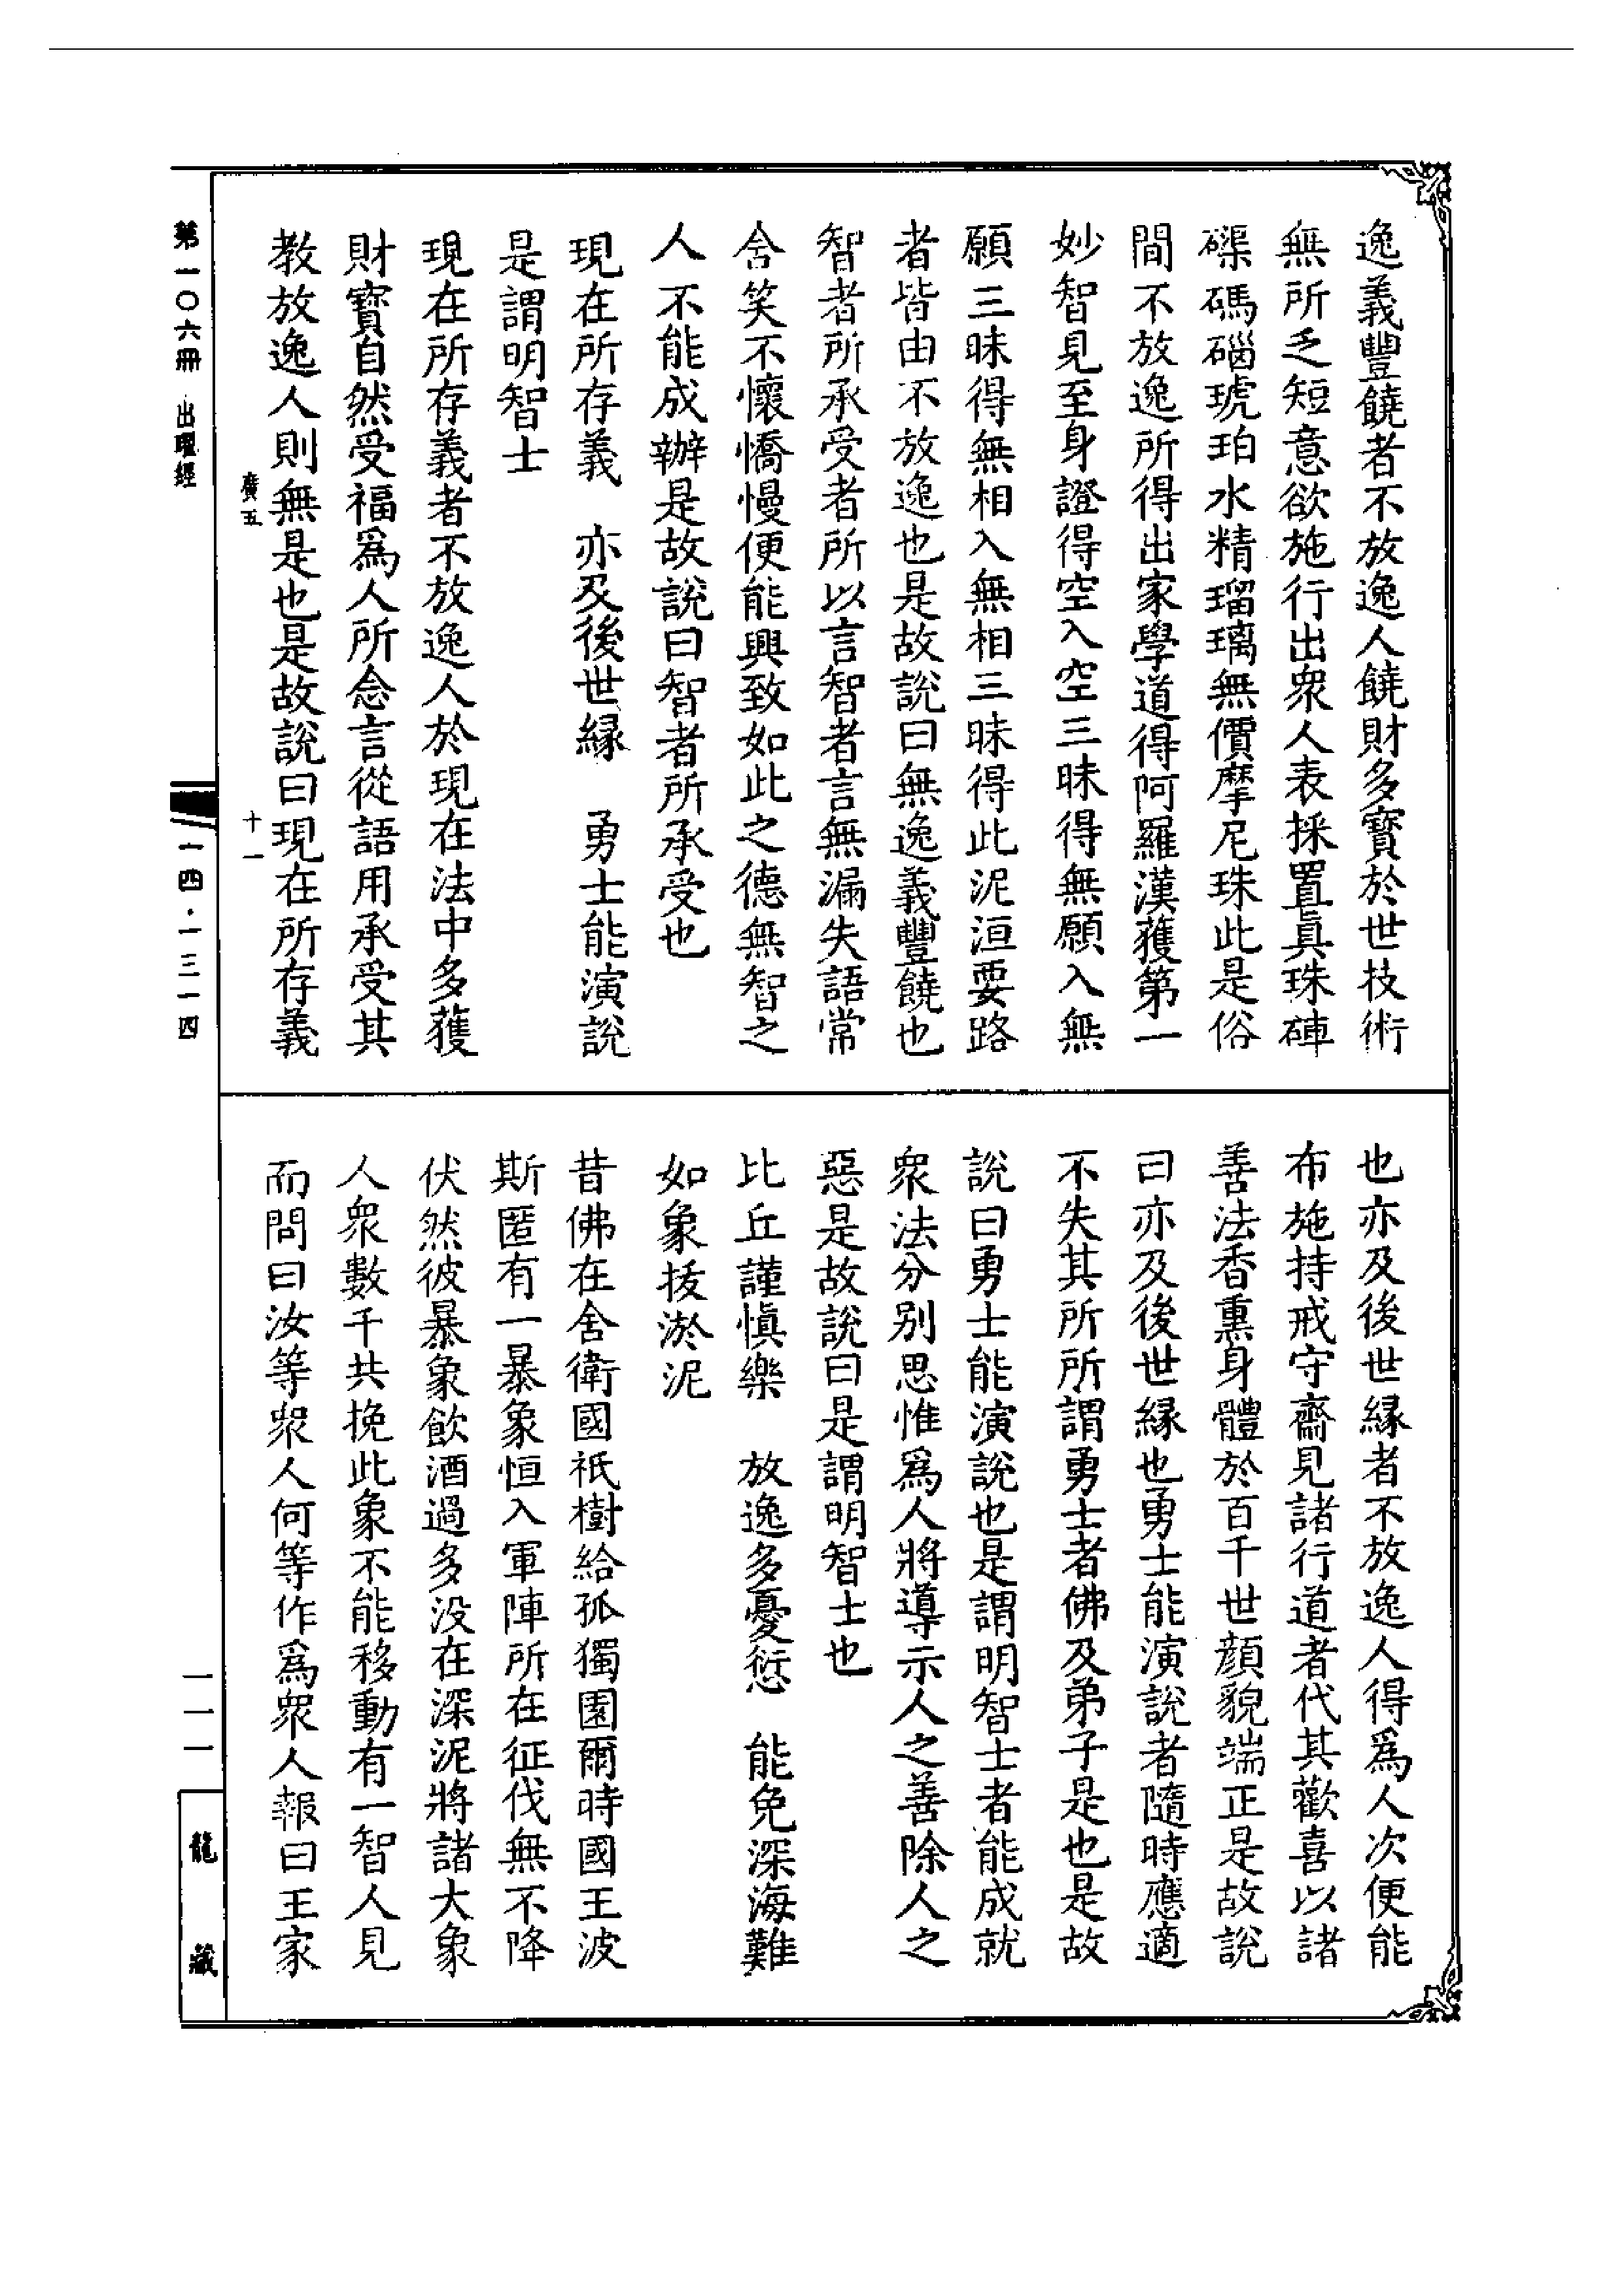 逸義豐饒者不放逸人饒財多寶於世技術
無所乏短意欲施行出衆人表採置眞珠硨
磲碼碯琥珀水精瑠璃無價摩尼珠此是俗
間不放逸所得出家學道得阿羅漢獲第一
妙智見至身證得空入空三昧得無願入無
願三昧得無相入無相三昧得此泥洹要路
者皆由不放逸也是故說曰無逸義豐饒也
智者所承受者所以言智者言無漏失語常
含笑不懷憍慢便能興致如此之德無智之
人不能成辦是故說曰智者所承受也
現在所存義　亦及後世緣　勇士能演說
是謂明智士
現在所存義者不放逸人於現在法中多獲
財寶自然受福爲人所念言從語用承受其
教放逸人則無是也是故說曰現在所存義
也亦及後世緣者不放逸人得爲人次便能
布施持戒守齋見諸行道者代其歡喜以諸
善法香熏身體於百千世顏貌端正是故說
曰亦及後世緣也勇士能演說者隨時應適
不失其所所謂勇士者佛及弟子是也是故
說曰勇士能演說也是謂明智士者能成就
衆法分別思惟爲人將導示人之善除人之
惡是故說曰是謂明智士也
比丘謹愼樂　放逸多憂愆　能免深海難
如象拔淤泥
昔佛在舍衛國祇樹給孤獨園爾時國王波
斯匿有一暴象恒入軍陣所在征伐無不降
伏然彼暴象飲酒過多没在深泥將諸大象
人衆數千共挽此象不能移動有一智人見
而問曰汝等衆人何等作爲衆人報曰王家
第一〇六冊　出曜經
廣五
十一
一四·一三一四
一一一
龍藏